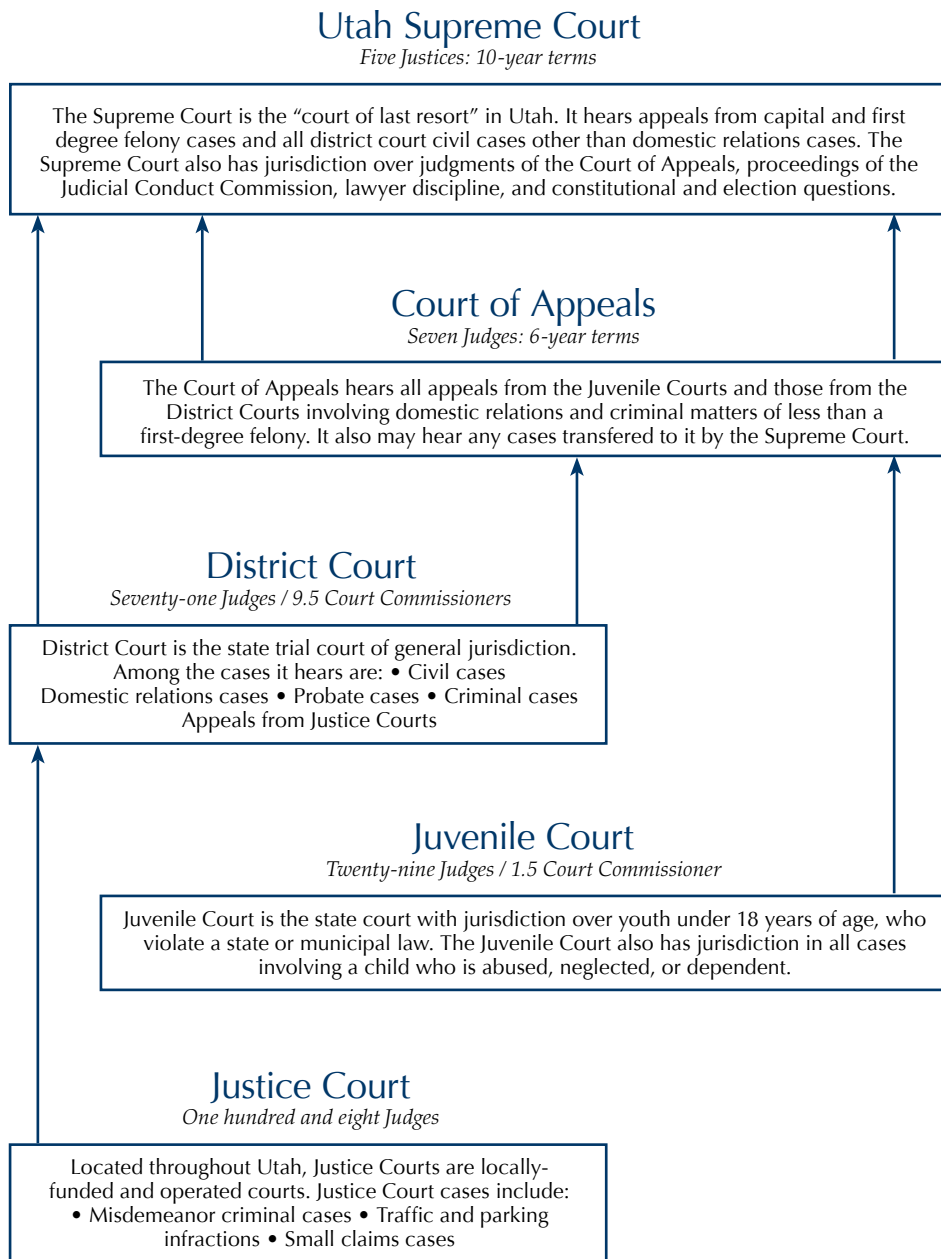 Utah Supreme Court
Five Justices: 10-year terms
The Supreme Court is the “court of last resort” in Utah. It hears appeals from capital and first
degree felony cases and all district court civil cases other than domestic relations cases. The
Supreme Court also has jurisdiction over judgments of the Court of Appeals, proceedings of the
Judicial Conduct Commission, lawyer discipline, and constitutional and election questions.
Court of Appeals
Seven Judges: 6-year terms
The Court of Appeals hears all appeals from the Juvenile Courts and those from the
District Courts involving domestic relations and criminal matters of less than a
first-degree felony. It also may hear any cases transfered to it by the Supreme Court.
District Court
Seventy-one Judges / 9.5 Court Commissioners
District Court is the state trial court of general jurisdiction.
Among the cases it hears are: • Civil cases
Domestic relations cases • Probate cases • Criminal cases
Appeals from Justice Courts
Juvenile Court
Twenty-nine Judges / 1.5 Court Commissioner
Juvenile Court is the state court with jurisdiction over youth under 18 years of age, who
violate a state or municipal law. The Juvenile Court also has jurisdiction in all cases
involving a child who is abused, neglected, or dependent.
Justice Court
One hundred and eight Judges
Located throughout Utah, Justice Courts are locally-
funded and operated courts. Justice Court cases include:
• Misdemeanor criminal cases • Traffic and parking
infractions • Small claims cases